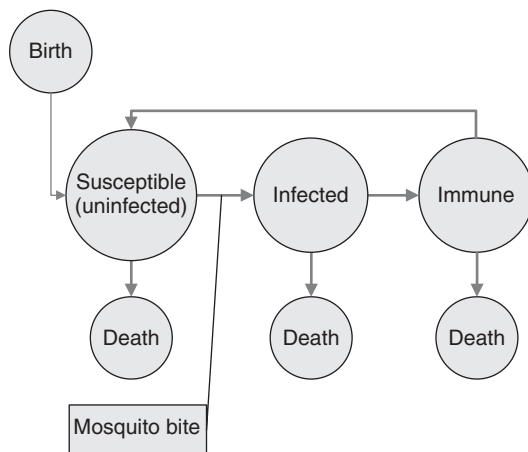 Birth
Susceptible
(uninfected)
Infected
Immune
Death
Death
Death
Mosquito bite